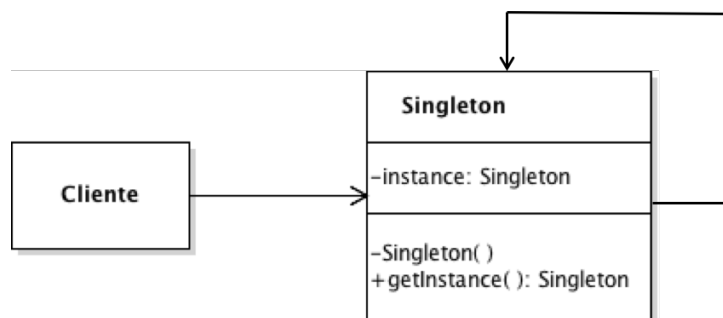 Singleton
Cliente
-instance: Singleton
-Singleton( )
+getInstance( ): Singleton